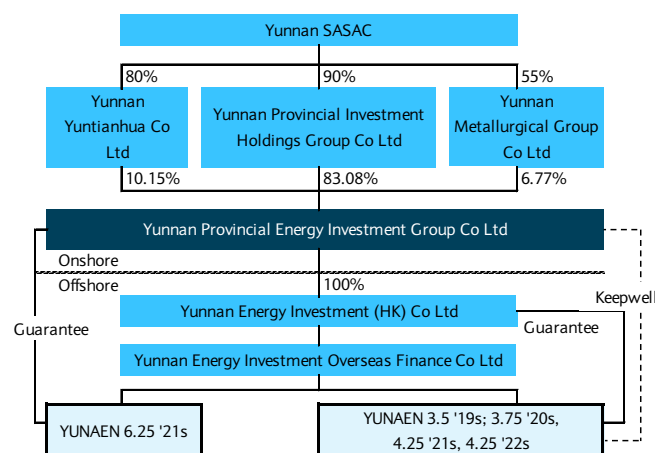 Yunnan SASAC
80%
90%
55%
Yunnan
Yuntianhua Co
Ltd
Yunnan Provincial Investment
Holdings Group Co Ltd
Yunnan
Metallurgical Group
Co Ltd
10.15%
83.08%
6.77%
Yunnan Provincial Energy Investment Group Co Ltd
Onshore
Offshore
100%
Keepwell
Yunnan Energy Investment (HK) Co Ltd
Guarantee
Guarantee
Yunnan Energy Investment Overseas Finance Co Ltd
YUNAEN 6.25 '21s
YUNAEN 3.5 '19s; 3.75 '20s,
4.25 '21s, 4.25 '22s